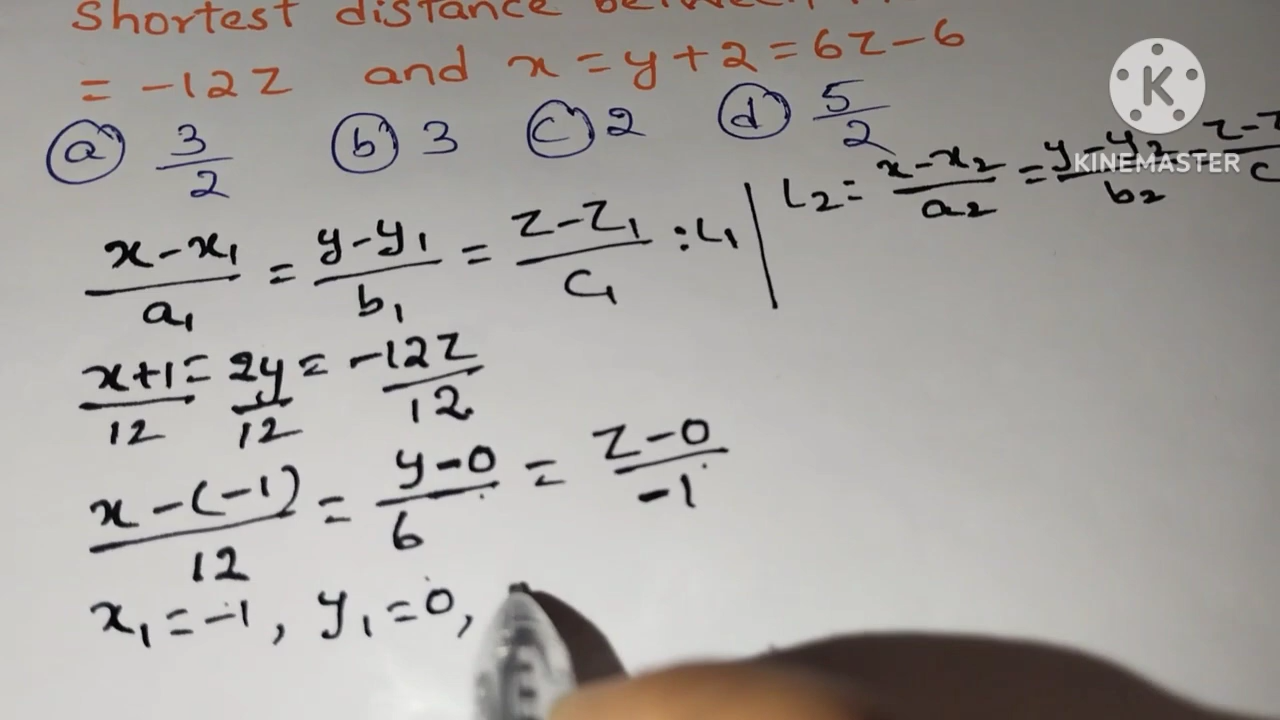 Shortest distance between
= -12z and x = y + 2 = 6z - 6
(a) 3/2 (b) 3 (c) 2 (d) 5/2
(x - x₁)/a₁ = (y - y₁)/b₁ = (z - z₁)/c₁ : L₁
L₂ = (x - x₂)/a₂ = (y - y₂)/b₂ = z - z/c
KINEMASTER
(x + 1)/12 = 2y/12 = -12z/12
(x - (-1))/12 = (y - 0)/6 = (z - 0)/-1
x₁ = -1, y₁ = 0,